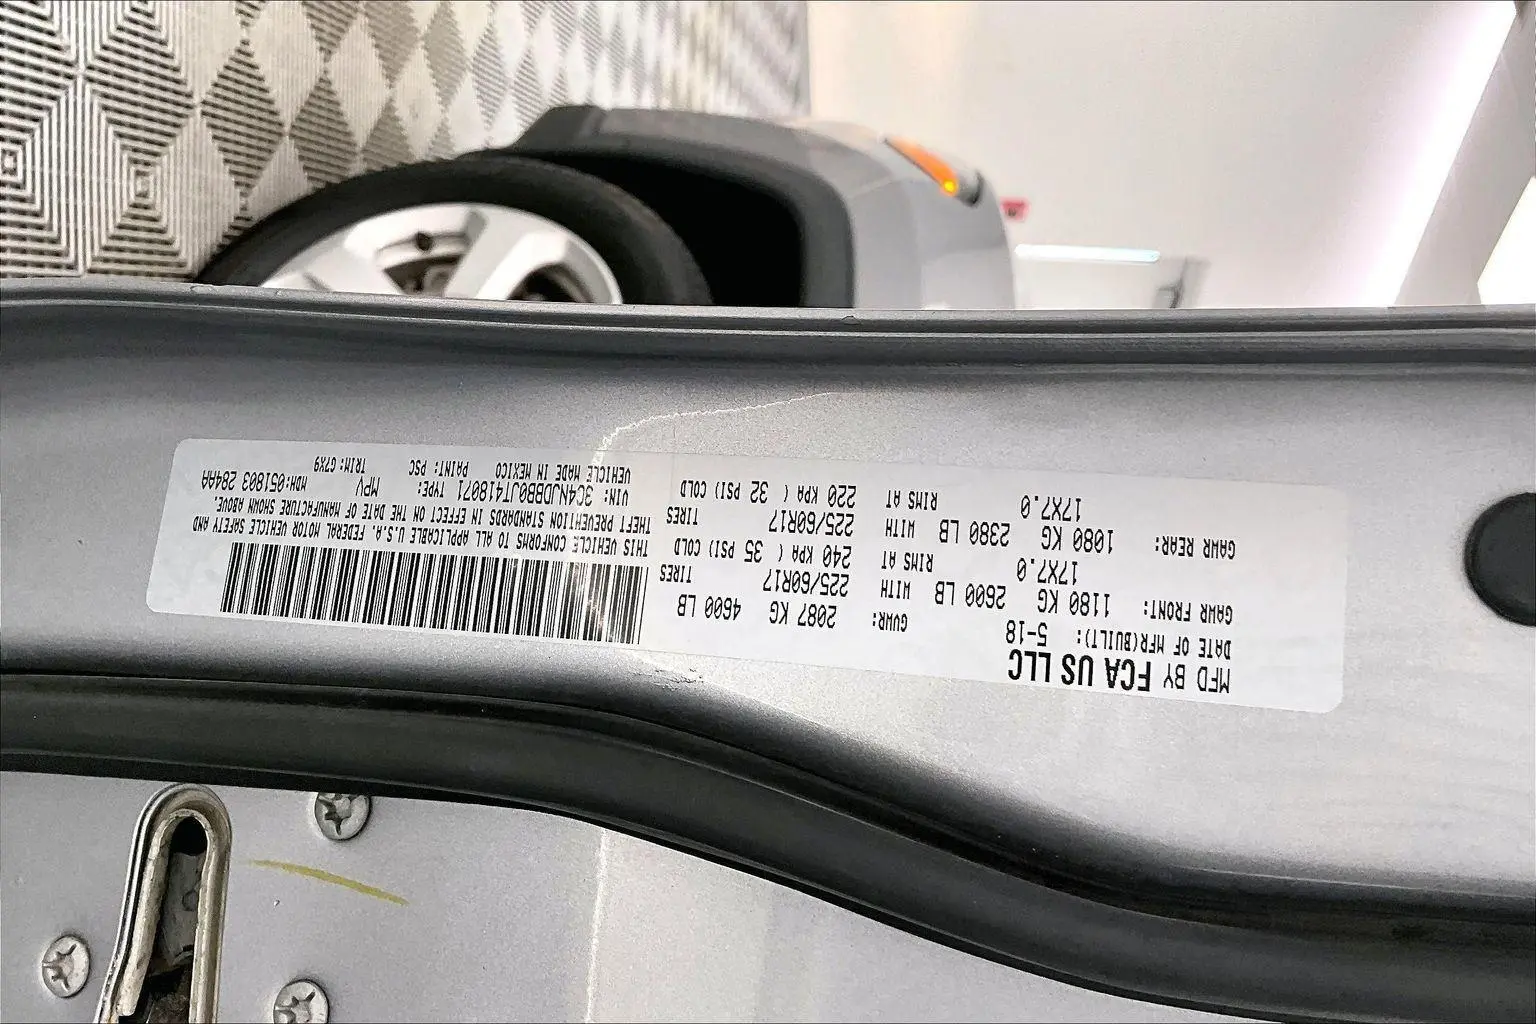 MFD BY FCA US LLC
DATE OF MFR(BUILT): 5-18 GVWR: 2087 KG 4600 LB
GAWR FRONT: 1180 KG 2600 LB WITH 225/60R17 TIRES
17X7.0 RIMS AT 240 KPA ( 35 PSI) COLD
GAWR REAR: 1080 KG 2380 LB WITH 225/60R17 TIRES
17X7.0 RIMS AT 220 KPA ( 32 PSI) COLD
THIS VEHICLE CONFORMS TO ALL APPLICABLE U.S.A. FEDERAL MOTOR VEHICLE SAFETY AND
THEFT PREVENTION STANDARDS IN EFFECT ON THE DATE OF MANUFACTURE SHOWN ABOVE.
VIN: 3C4NJDBB0JT418071 TYPE: MPV MDH:051803 284AA
VEHICLE MADE IN MEXICO PAINT: PSC TRIM: G7X9